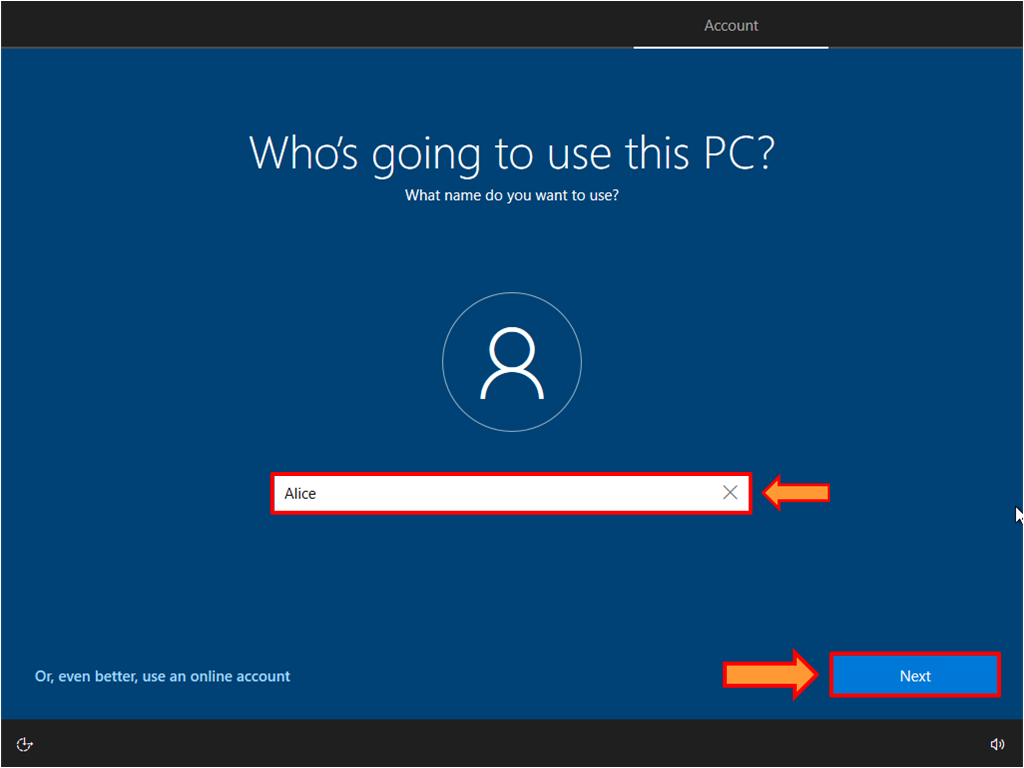 Account
Who's going to use this PC?
What name do you want to use?
Alice
Or, even better, use an online account
Next